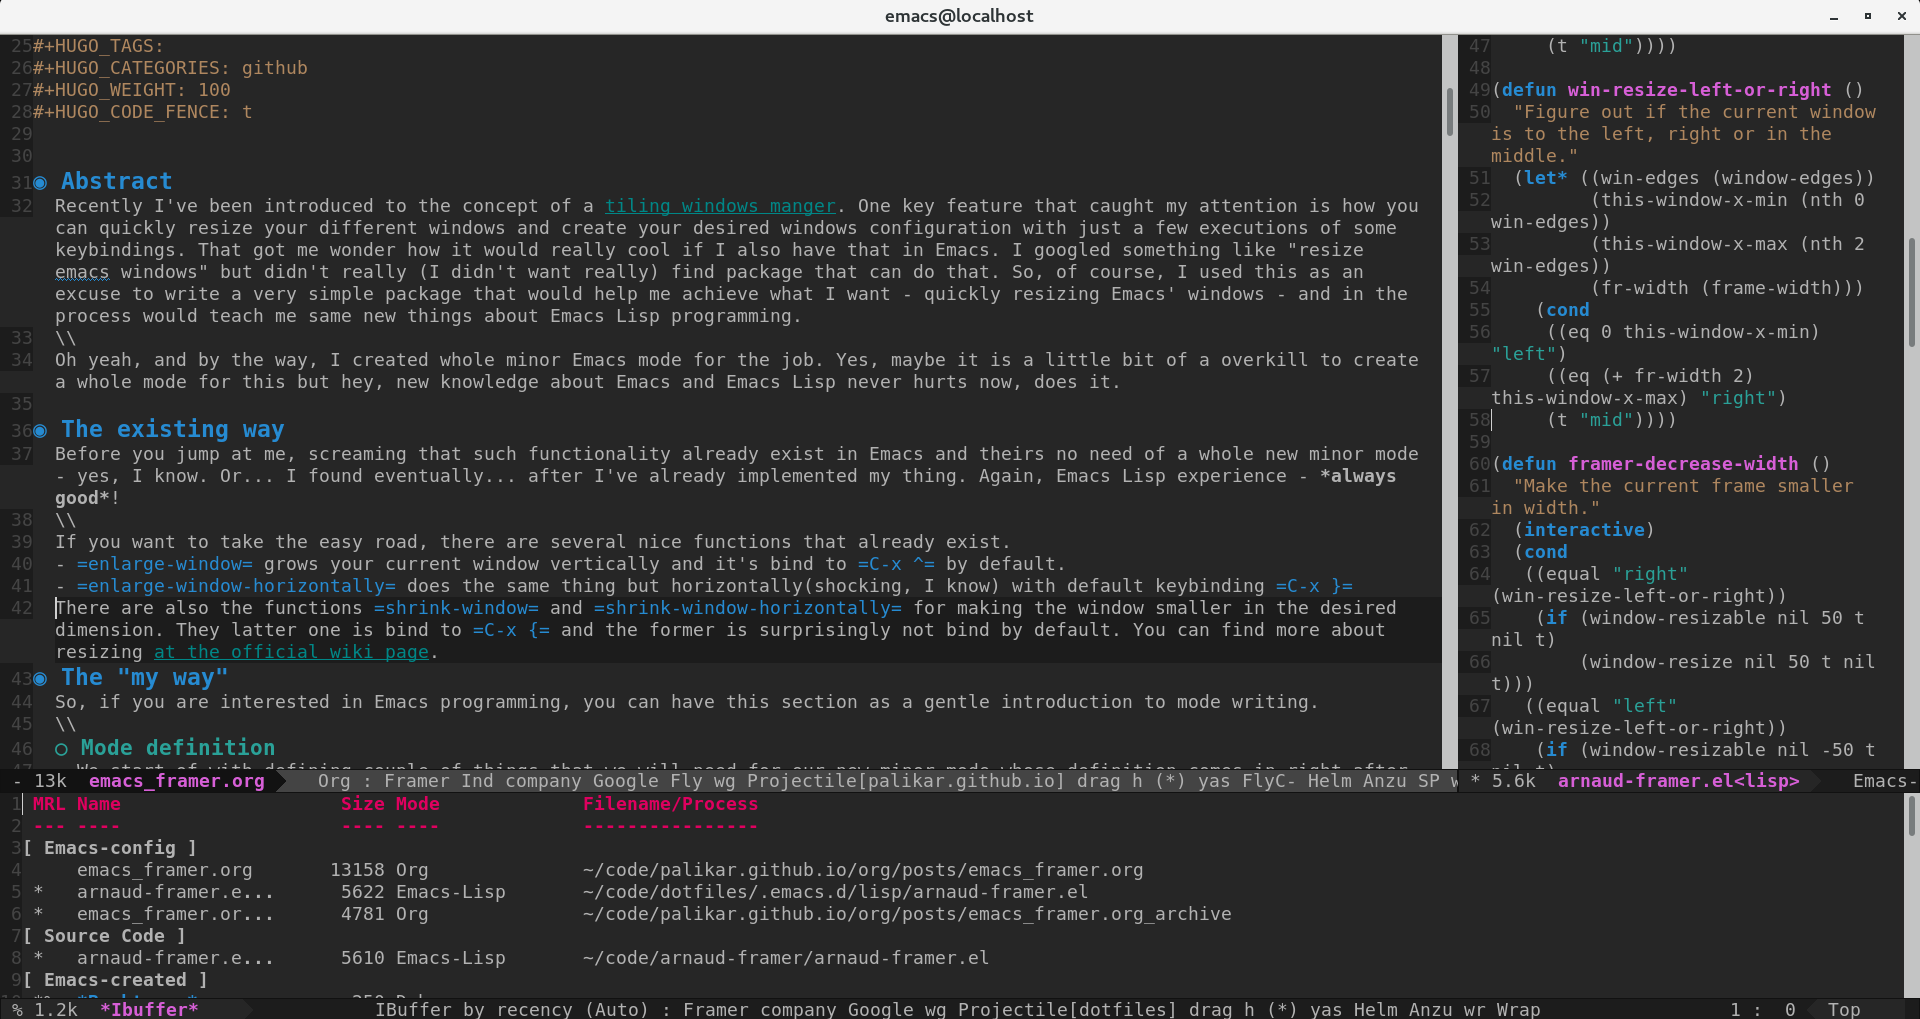 emacs@localhost
25#+HUGO_TAGS:
26#+HUGO_CATEGORIES: github
27#+HUGO_WEIGHT: 100
28#+HUGO_CODE_FENCE: t
29
30
31◉ Abstract
32 Recently I've been introduced to the concept of a tiling windows manger. One key feature that caught my attention is how you
can quickly resize your different windows and create your desired windows configuration with just a few executions of some
keybindings. That got me wonder how it would really cool if I also have that in Emacs. I googled something like "resize
emacs windows" but didn't really (I didn't want really) find package that can do that. So, of course, I used this as an
excuse to write a very simple package that would help me achieve what I want - quickly resizing Emacs' windows - and in the
process would teach me same new things about Emacs Lisp programming.
33 \\
34 Oh yeah, and by the way, I created whole minor Emacs mode for the job. Yes, maybe it is a little bit of a overkill to create
a whole mode for this but hey, new knowledge about Emacs and Emacs Lisp never hurts now, does it.
35
36◉ The existing way
37 Before you jump at me, screaming that such functionality already exist in Emacs and theirs no need of a whole new minor mode
- yes, I know. Or... I found eventually... after I've already implemented my thing. Again, Emacs Lisp experience - *always
good*!
38 \\
39 If you want to take the easy road, there are several nice functions that already exist.
40 - =enlarge-window= grows your current window vertically and it's bind to =C-x ^= by default.
41 - =enlarge-window-horizontally= does the same thing but horizontally(shocking, I know) with default keybinding =C-x }=
42 There are also the functions =shrink-window= and =shrink-window-horizontally= for making the window smaller in the desired
dimension. They latter one is bind to =C-x {= and the former is surprisingly not bind by default. You can find more about
resizing at the official wiki page.
43◉ The "my way"
44 So, if you are interested in Emacs programming, you can have this section as a gentle introduction to mode writing.
45 \\
46 ○ Mode definition
47 We start of with defining couple of things that we will need for our new minor mode whose definition comes in right after
- 13k emacs_framer.org Org : Framer Ind company Google Fly wg Projectile[palikar.github.io] drag h (*) yas FlyC- Helm Anzu SP w
47 (t "mid"))))
48
49(defun win-resize-left-or-right ()
50 "Figure out if the current window
is to the left, right or in the
middle."
51 (let* ((win-edges (window-edges))
52 (this-window-x-min (nth 0
win-edges))
53 (this-window-x-max (nth 2
win-edges))
54 (fr-width (frame-width)))
55 (cond
56 ((eq 0 this-window-x-min)
"left")
57 ((eq (+ fr-width 2)
this-window-x-max) "right")
58 (t "mid"))))
59
60(defun framer-decrease-width ()
61 "Make the current frame smaller
in width."
62 (interactive)
63 (cond
64 ((equal "right"
(win-resize-left-or-right))
65 (if (window-resizable nil 50 t
nil t)
66 (window-resize nil 50 t nil
t)))
67 ((equal "left"
(win-resize-left-or-right))
68 (if (window-resizable nil -50 t
nil t)
* 5.6k arnaud-framer.el<lisp> Emacs-
1 MRL Name Size Mode Filename/Process
2 --- ---- ---- ---- ----------------
3[ Emacs-config ]
4 emacs_framer.org 13158 Org ~/code/palikar.github.io/org/posts/emacs_framer.org
5 * arnaud-framer.e... 5622 Emacs-Lisp ~/code/dotfiles/.emacs.d/lisp/arnaud-framer.el
6 * emacs_framer.or... 4781 Org ~/code/palikar.github.io/org/posts/emacs_framer.org_archive
7[ Source Code ]
8 * arnaud-framer.e... 5610 Emacs-Lisp ~/code/arnaud-framer/arnaud-framer.el
9[ Emacs-created ]
% 1.2k *Ibuffer* IBuffer by recency (Auto) : Framer company Google wg Projectile[dotfiles] drag h (*) yas Helm Anzu wr Wrap 1 : 0 Top